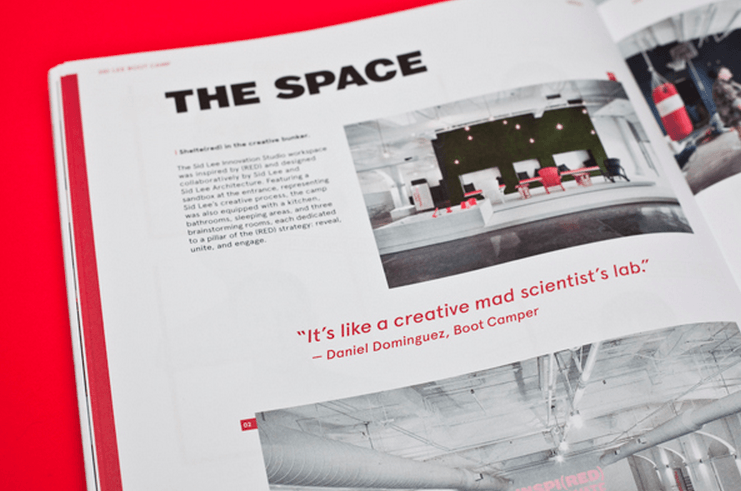 SID LEE BOOT CAMP
THE SPACE
Shelte(red) in the creative bunker.
The Sid Lee Innovation Studio workspace
was inspired by (RED) and designed
collaboratively by Sid Lee and
Sid Lee Architecture. Featuring a
sandbox at the entrance, representing
Sid Lee's creative process, the camp
was also equipped with a kitchen,
bathrooms, sleeping areas, and three
brainstorming rooms, each dedicated
to a pillar of the (RED) strategy: reveal,
unite, and engage.
“It's like a creative mad scientist's lab.”
— Daniel Dominguez, Boot Camper
02
INSPI(RED)